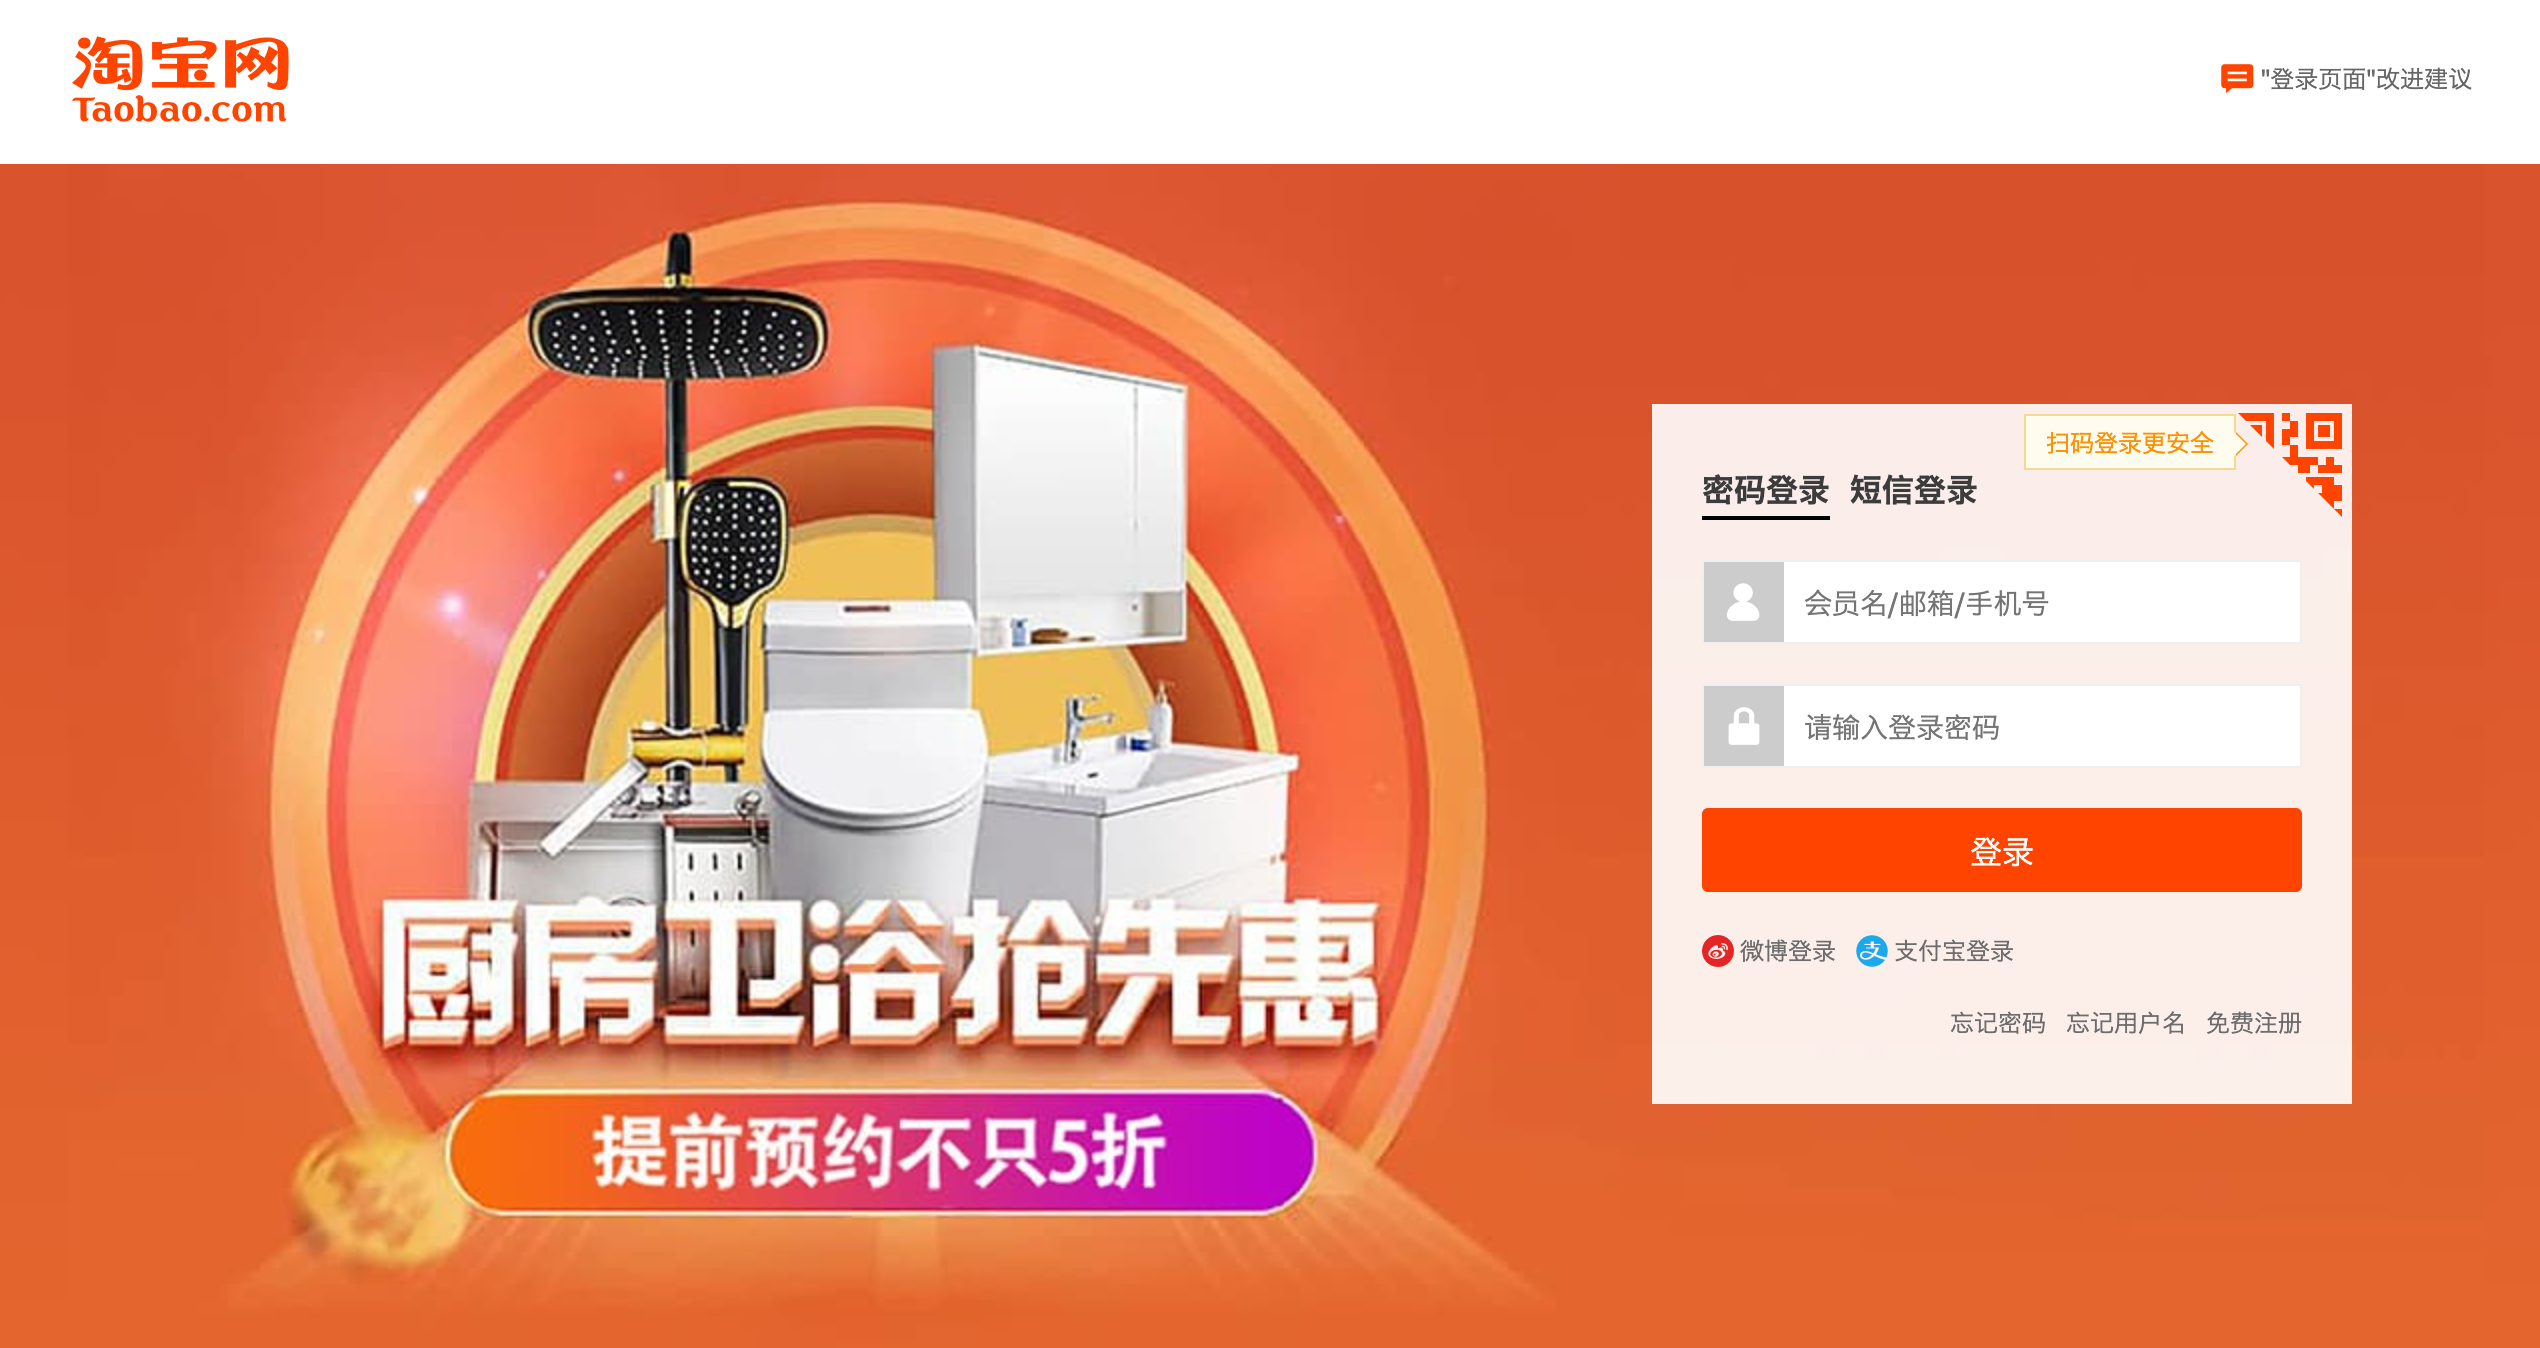 淘宝网
Taobao.com
"登录页面"改进建议
扫码登录更安全
密码登录 短信登录
会员名/邮箱/手机号
请输入登录密码
登录
微博登录 支付宝登录
忘记密码 忘记用户名 免费注册
厨房卫浴抢先惠
提前预约不只5折